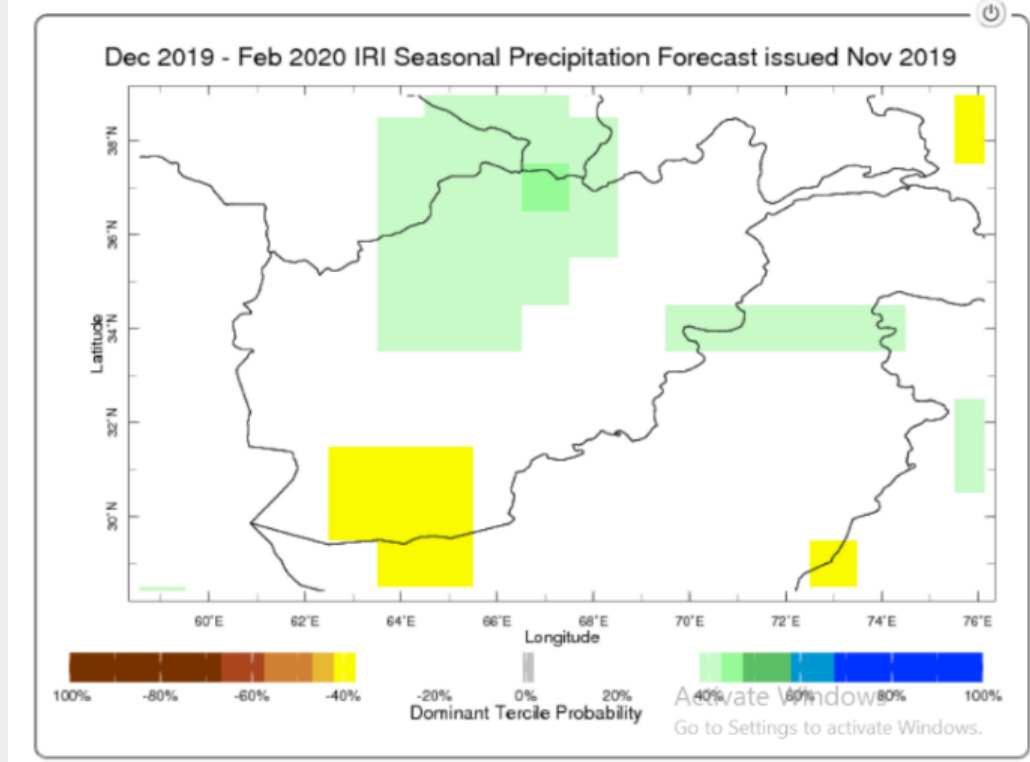 Dec 2019 - Feb 2020 IRI Seasonal Precipitation Forecast issued Nov 2019
38°N
36°N
34°N
32°N
30°N
Latitude
60°E 62°E 64°E 66°E 68°E 70°E 72°E 74°E 76°E
Longitude
100% -80% -60% -40% -20% 0% 20% 40% 60% 80% 100%
Dominant Tercile Probability
Activate Windows
Go to Settings to activate Windows.